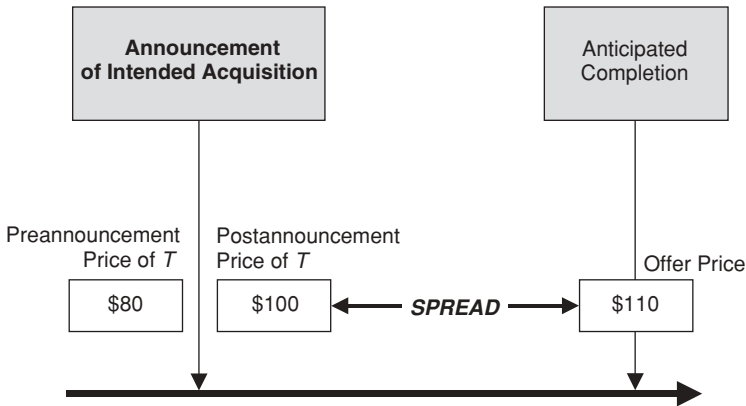 Announcement
of Intended Acquisition
Anticipated
Completion
Preannouncement
Price of T
Postannouncement
Price of T
Offer Price
$80
$100
SPREAD
$110